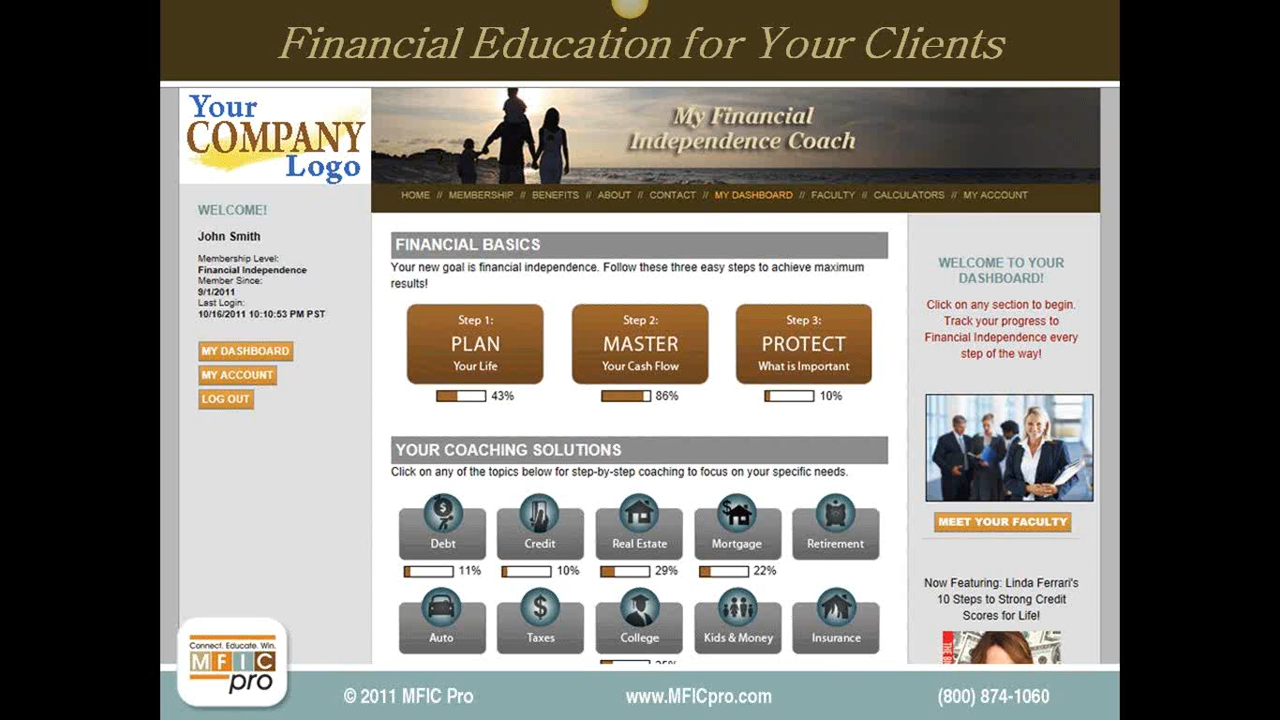 Financial Education for Your Clients
Your
COMPANY
Logo
My Financial
Independence Coach
HOME // MEMBERSHIP // BENEFITS // ABOUT // CONTACT // MY DASHBOARD // FACULTY // CALCULATORS // MY ACCOUNT
WELCOME!
John Smith
Membership Level:
Financial Independence
Member Since:
9/1/2011
Last Login:
10/16/2011 10:10:53 PM PST
MY DASHBOARD
MY ACCOUNT
LOG OUT
FINANCIAL BASICS
Your new goal is financial independence. Follow these three easy steps to achieve maximum
results!
Step 1:
PLAN
Your Life
43%
Step 2:
MASTER
Your Cash Flow
86%
Step 3:
PROTECT
What is Important
10%
YOUR COACHING SOLUTIONS
Click on any of the topics below for step-by-step coaching to focus on your specific needs.
Debt
11%
Credit
10%
Real Estate
29%
Mortgage
22%
Retirement
Auto
Taxes
College
Kids & Money
Insurance
WELCOME TO YOUR
DASHBOARD!
Click on any section to begin.
Track your progress to
Financial Independence every
step of the way!
MEET YOUR FACULTY
Now Featuring: Linda Ferrari's
10 Steps to Strong Credit
Scores for Life!
Connect. Educate. Win.
MFIC
pro
© 2011 MFIC Pro
www.MFICpro.com
(800) 874-1060